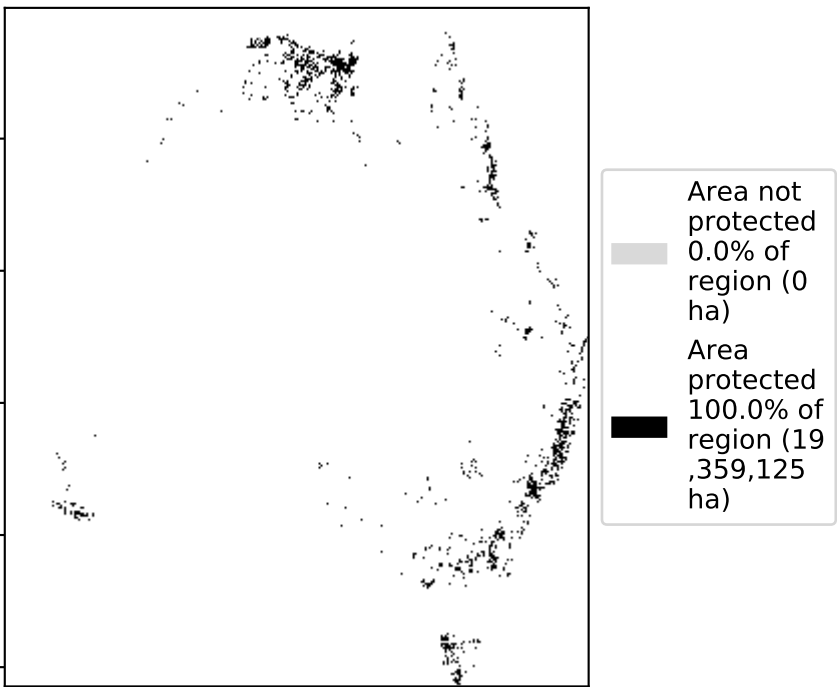 Area not
protected
0.0% of
region (0
ha)
Area
protected
100.0% of
region (19
,359,125
ha)